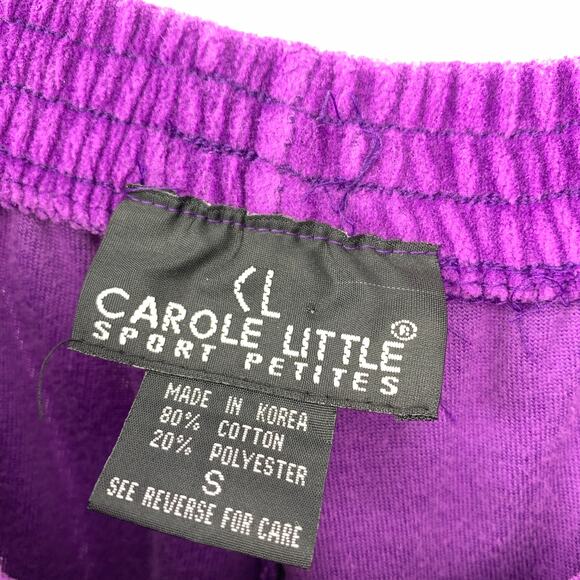 CL
CAROLE LITTLE®
SPORT PETITES
MADE IN KOREA
80% COTTON
20% POLYESTER
S
SEE REVERSE FOR CARE